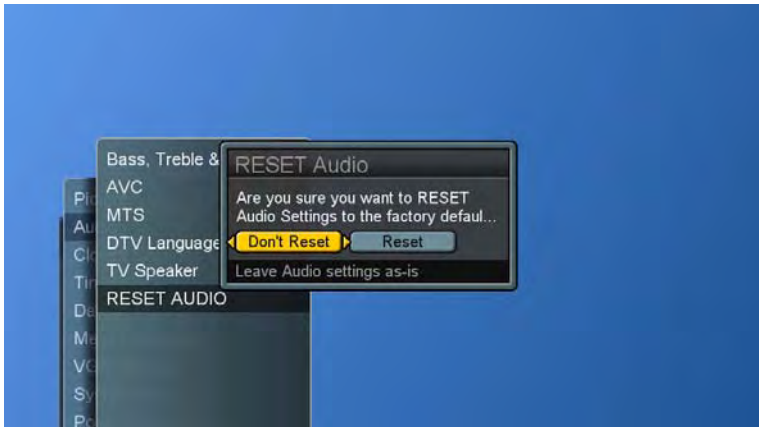 Bass, Treble &
AVC
MTS
DTV Language
TV Speaker
RESET AUDIO
RESET Audio
Are you sure you want to RESET
Audio Settings to the factory defaul...
Don't Reset
Reset
Leave Audio settings as-is